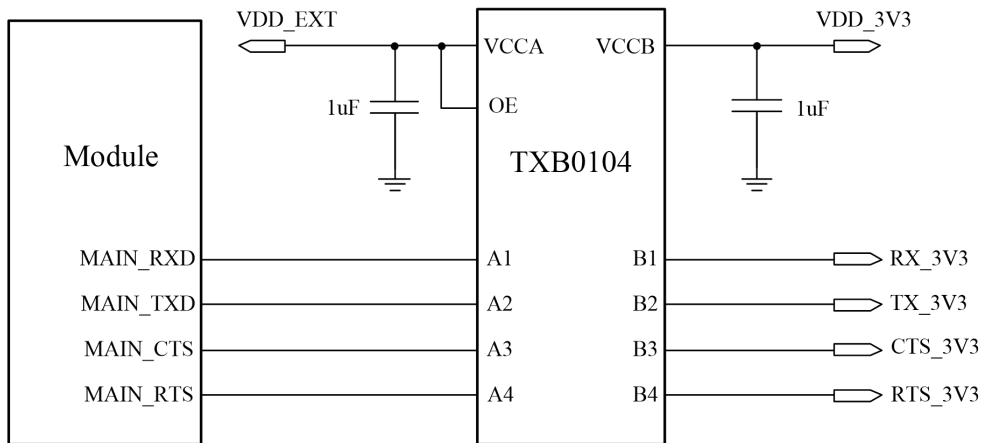 VDD_EXT VDD_3V3
VCCA VCCB
1uF OE 1uF
Module TXB0104
MAIN_RXD A1 B1 RX_3V3
MAIN_TXD A2 B2 TX_3V3
MAIN_CTS A3 B3 CTS_3V3
MAIN_RTS A4 B4 RTS_3V3